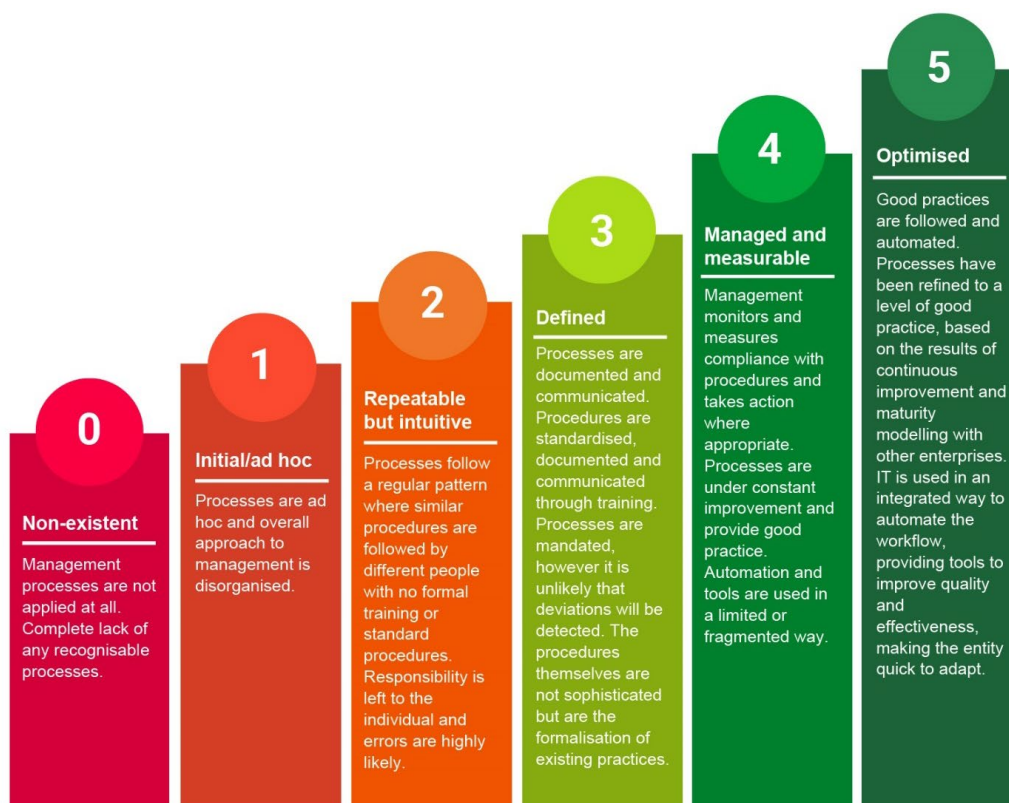 0
Non-existent
Management
processes are not
applied at all.
Complete lack of
any recognisable
processes.
1
Initial/ad hoc
Processes are ad
hoc and overall
approach to
management is
disorganised.
2
Repeatable
but intuitive
Processes follow
a regular pattern
where similar
procedures are
followed by
different people
with no formal
training or
standard
procedures.
Responsibility is
left to the
individual and
errors are highly
likely.
3
Defined
Processes are
documented and
communicated.
Procedures are
standardised,
documented and
communicated
through training.
Processes are
mandated,
however it is
unlikely that
deviations will be
detected. The
procedures
themselves are
not sophisticated
but are the
formalisation of
existing practices.
4
Managed and
measurable
Management
monitors and
measures
compliance with
procedures and
takes action
where
appropriate.
Processes are
under constant
improvement and
provide good
practice.
Automation and
tools are used in
a limited or
fragmented way.
5
Optimised
Good practices
are followed and
automated.
Processes have
been refined to a
level of good
practice, based
on the results of
continuous
improvement and
maturity
modelling with
other enterprises.
IT is used in an
integrated way to
automate the
workflow,
providing tools to
improve quality
and
effectiveness,
making the entity
quick to adapt.